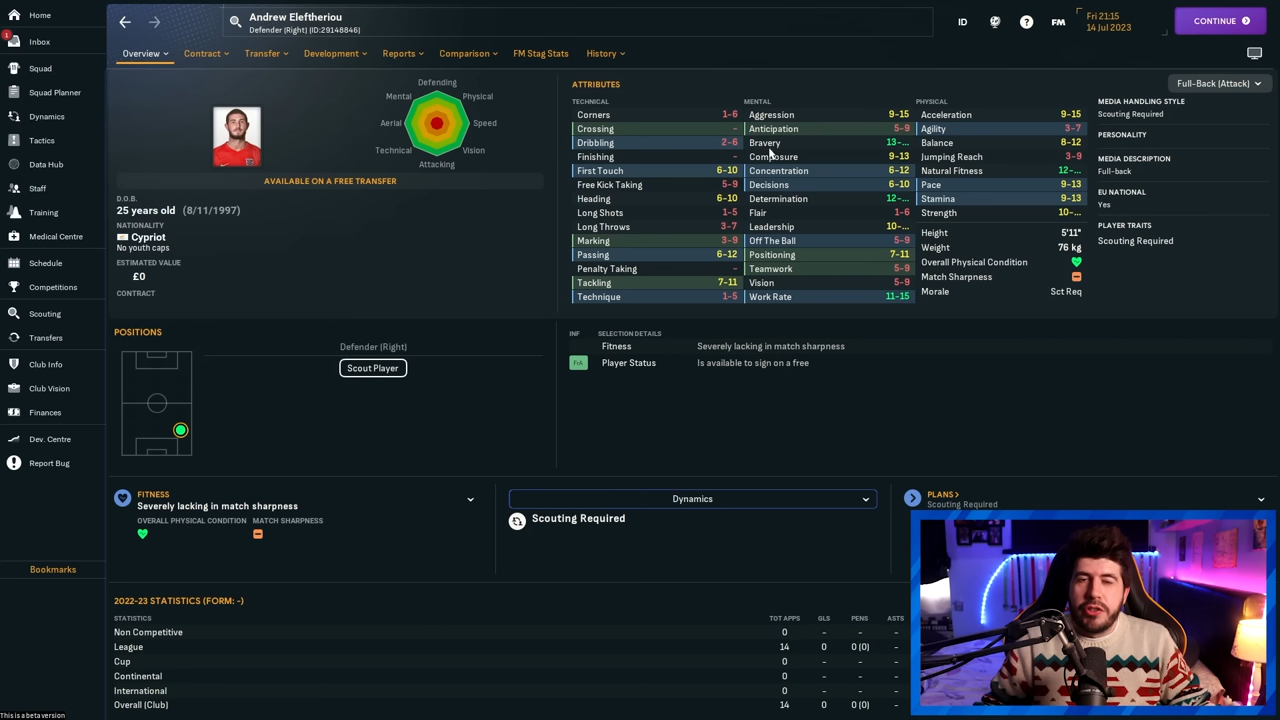 Home
Inbox
1
Squad
Squad Planner
Dynamics
Tactics
Data Hub
Staff
Training
Medical Centre
Schedule
Competitions
Scouting
Transfers
Club Info
Club Vision
Finances
Dev. Centre
Report Bug
Bookmarks
This is a beta version
Andrew Eleftheriou
Defender (Right) (ID:29148846)
ID
FM
Fri 21:15
14 Jul 2023
CONTINUE
Overview
Contract
Transfer
Development
Reports
Comparison
FM Stag Stats
History
Defending
Mental
Physical
Aerial
Speed
Technical
Vision
Attacking
AVAILABLE ON A FREE TRANSFER
D.O.B.
25 years old (8/11/1997)
NATIONALITY
Cypriot
No youth caps
ESTIMATED VALUE
£0
CONTRACT
ATTRIBUTES
Full-Back (Attack)
TECHNICAL
Corners 1-6
Crossing -
Dribbling 2-6
Finishing -
First Touch 6-10
Free Kick Taking 5-9
Heading 6-10
Long Shots 1-5
Long Throws 3-7
Marking 3-9
Passing 6-12
Penalty Taking -
Tackling 7-11
Technique 1-5
MENTAL
Aggression 9-15
Anticipation 5-9
Bravery 13-...
Composure 9-13
Concentration 6-12
Decisions 6-10
Determination 12-...
Flair 1-6
Leadership 10-...
Off The Ball 5-9
Positioning 7-11
Teamwork 5-9
Vision 5-9
Work Rate 11-15
PHYSICAL
Acceleration 9-15
Agility 3-7
Balance 8-12
Jumping Reach 3-9
Natural Fitness 12-...
Pace 9-13
Stamina 9-13
Strength 10-...
Height 5'11"
Weight 76 kg
Overall Physical Condition
Match Sharpness
Morale Sct Req
MEDIA HANDLING STYLE
Scouting Required
PERSONALITY
MEDIA DESCRIPTION
Full-back
EU NATIONAL
Yes
PLAYER TRAITS
Scouting Required
POSITIONS
Defender (Right)
Scout Player
INF SELECTION DETAILS
Fitness Severely lacking in match sharpness
FrA Player Status Is available to sign on a free
FITNESS
Severely lacking in match sharpness
OVERALL PHYSICAL CONDITION MATCH SHARPNESS
Dynamics
Scouting Required
PLANS >
Scouting Required
2022-23 STATISTICS (FORM: -)
STATISTICS TOT APPS GLS PENS ASTS
Non Competitive 0 - - -
League 14 0 0 (0) -
Cup 0 - - -
Continental 0 - - -
International 0 - - -
Overall (Club) 14 0 0 (0) -